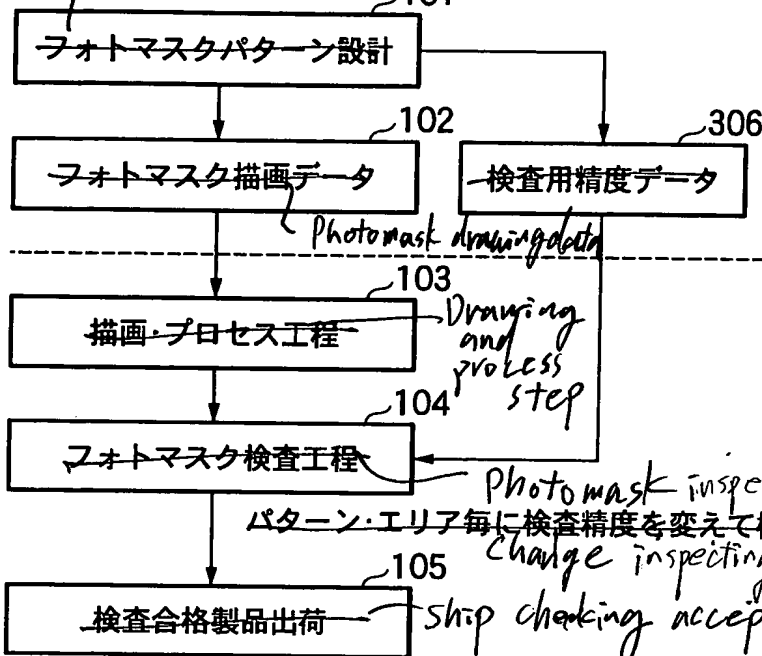 フォトマスクパターン設計
102
306
フォトマスク描画データ
検査用精度データ
Photomask drawing data
103
描画・プロセス工程
Drawing
and
process
step
104
フォトマスク検査工程
Photomask
パターン・エリア毎に検査精度を変えて
change inspecting
105
検査合格製品出荷
ship checking